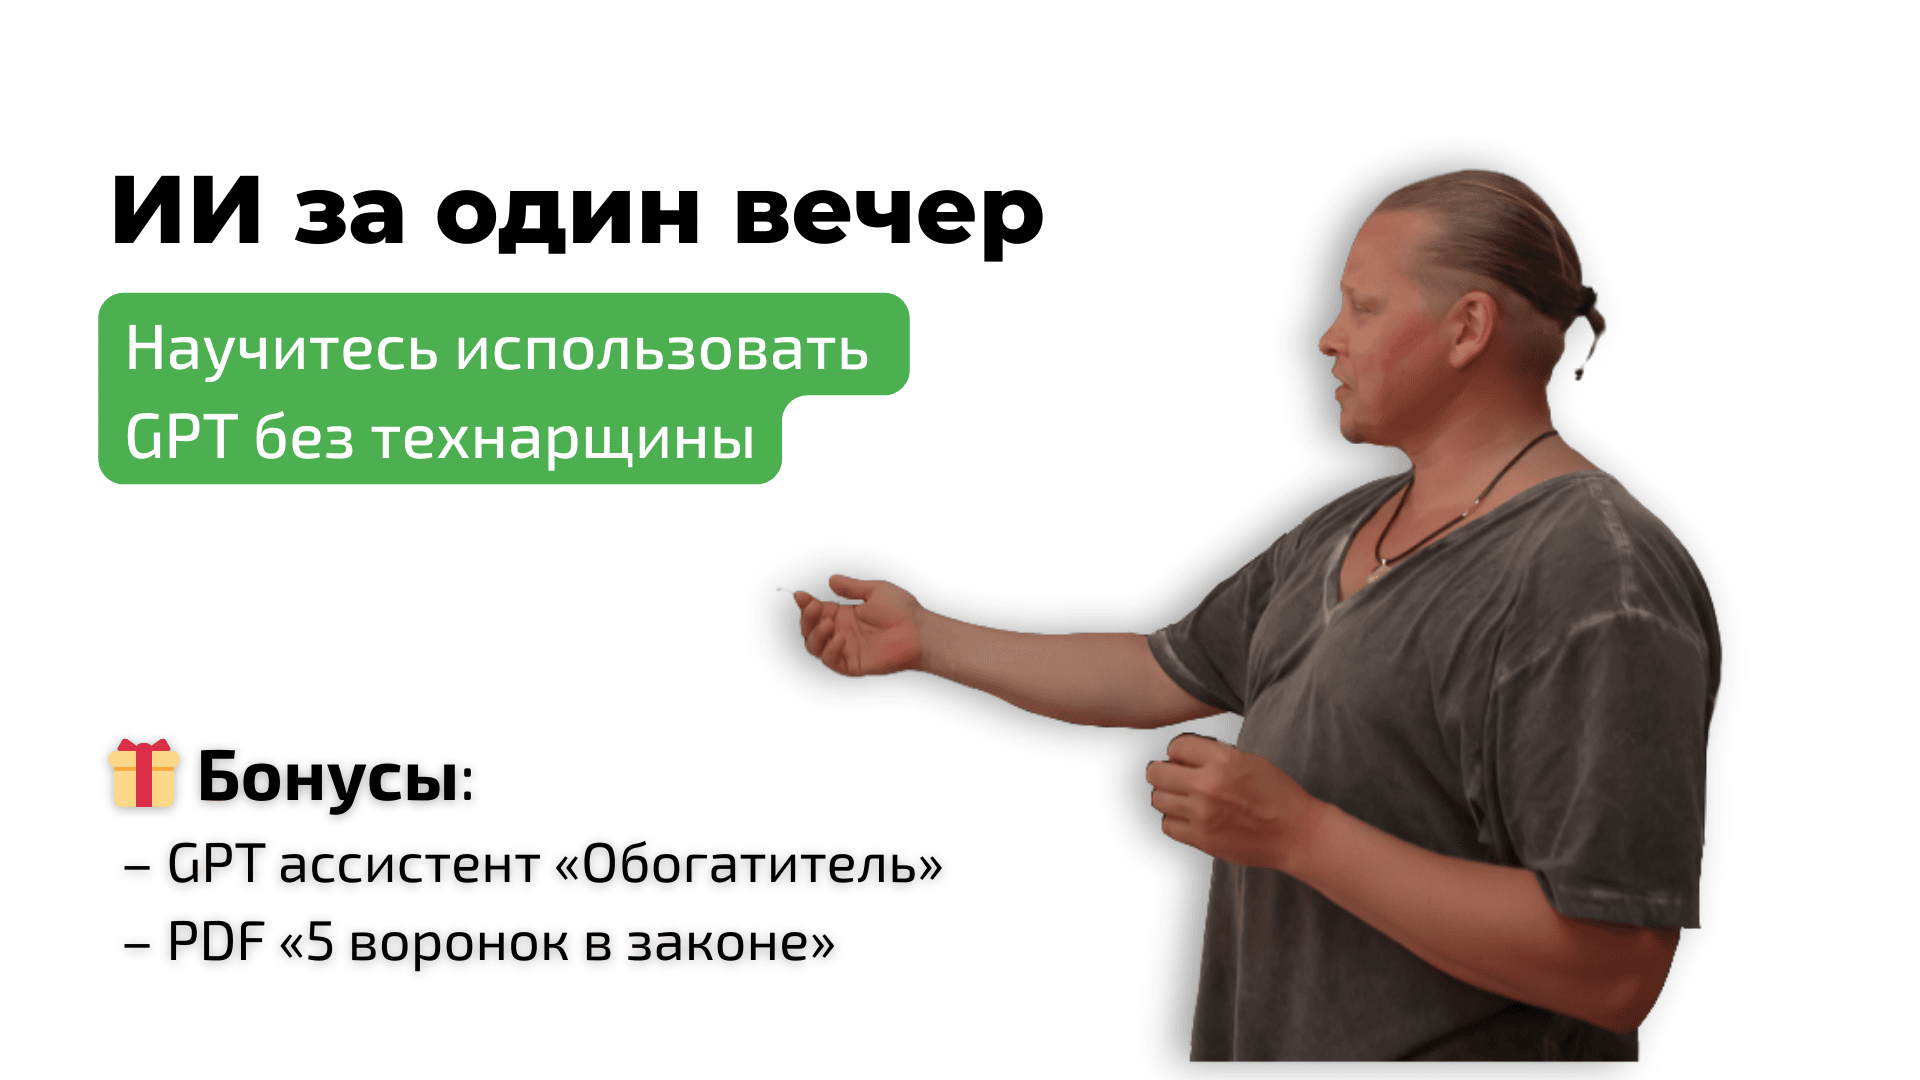 ИИ за один вечер
Научитесь использовать
GPT без технарщины
Бонусы:
– GPT ассистент «Обогатитель»
– PDF «5 воронок в законе»